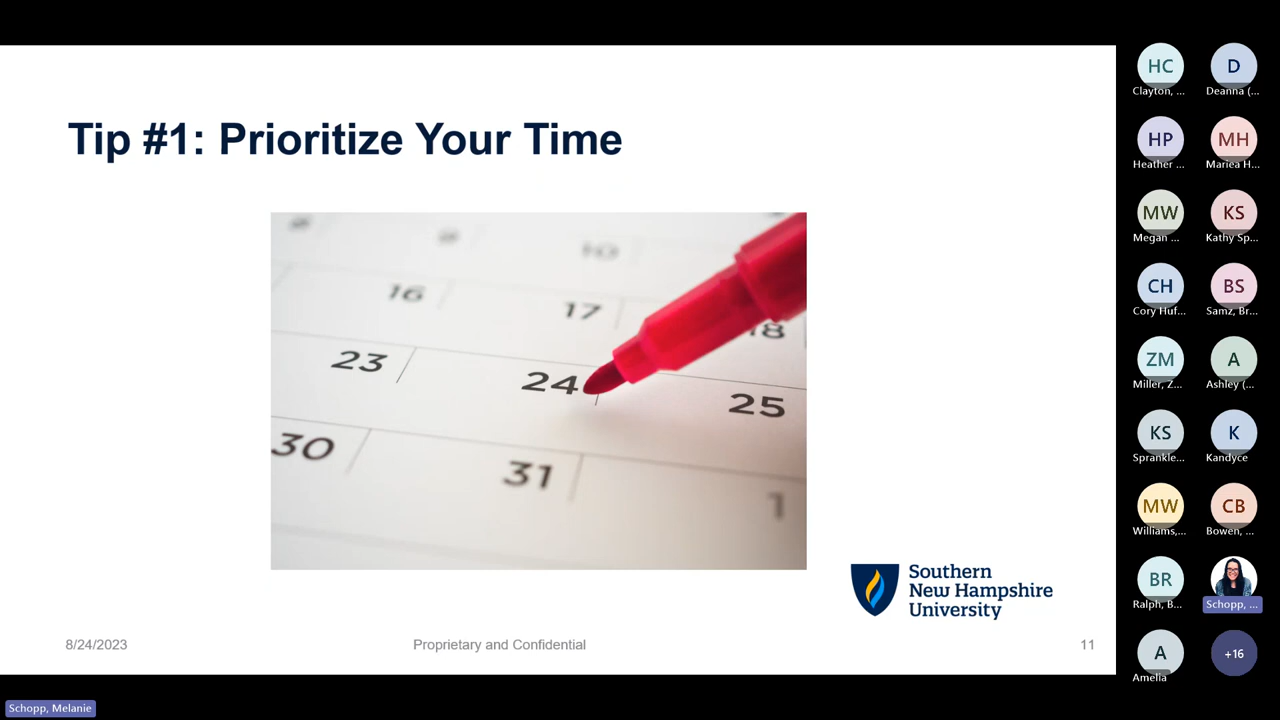 Tip #1: Prioritize Your Time
10
16
17
18
23
24
25
30
31
1
Southern
New Hampshire
University
8/24/2023
Proprietary and Confidential
11
Schopp, Melanie
HC
Clayton, ...
D
Deanna (...
HP
Heather ...
MH
Mariea H...
MW
Megan ...
KS
Kathy Sp...
CH
Cory Huf...
BS
Samz, Br...
ZM
Miller, Z...
A
Ashley (...
KS
Sprankle...
K
Kandyce
MW
Williams,...
CB
Bowen, ...
BR
Ralph, B...
Schopp, ...
A
Amelia
+16